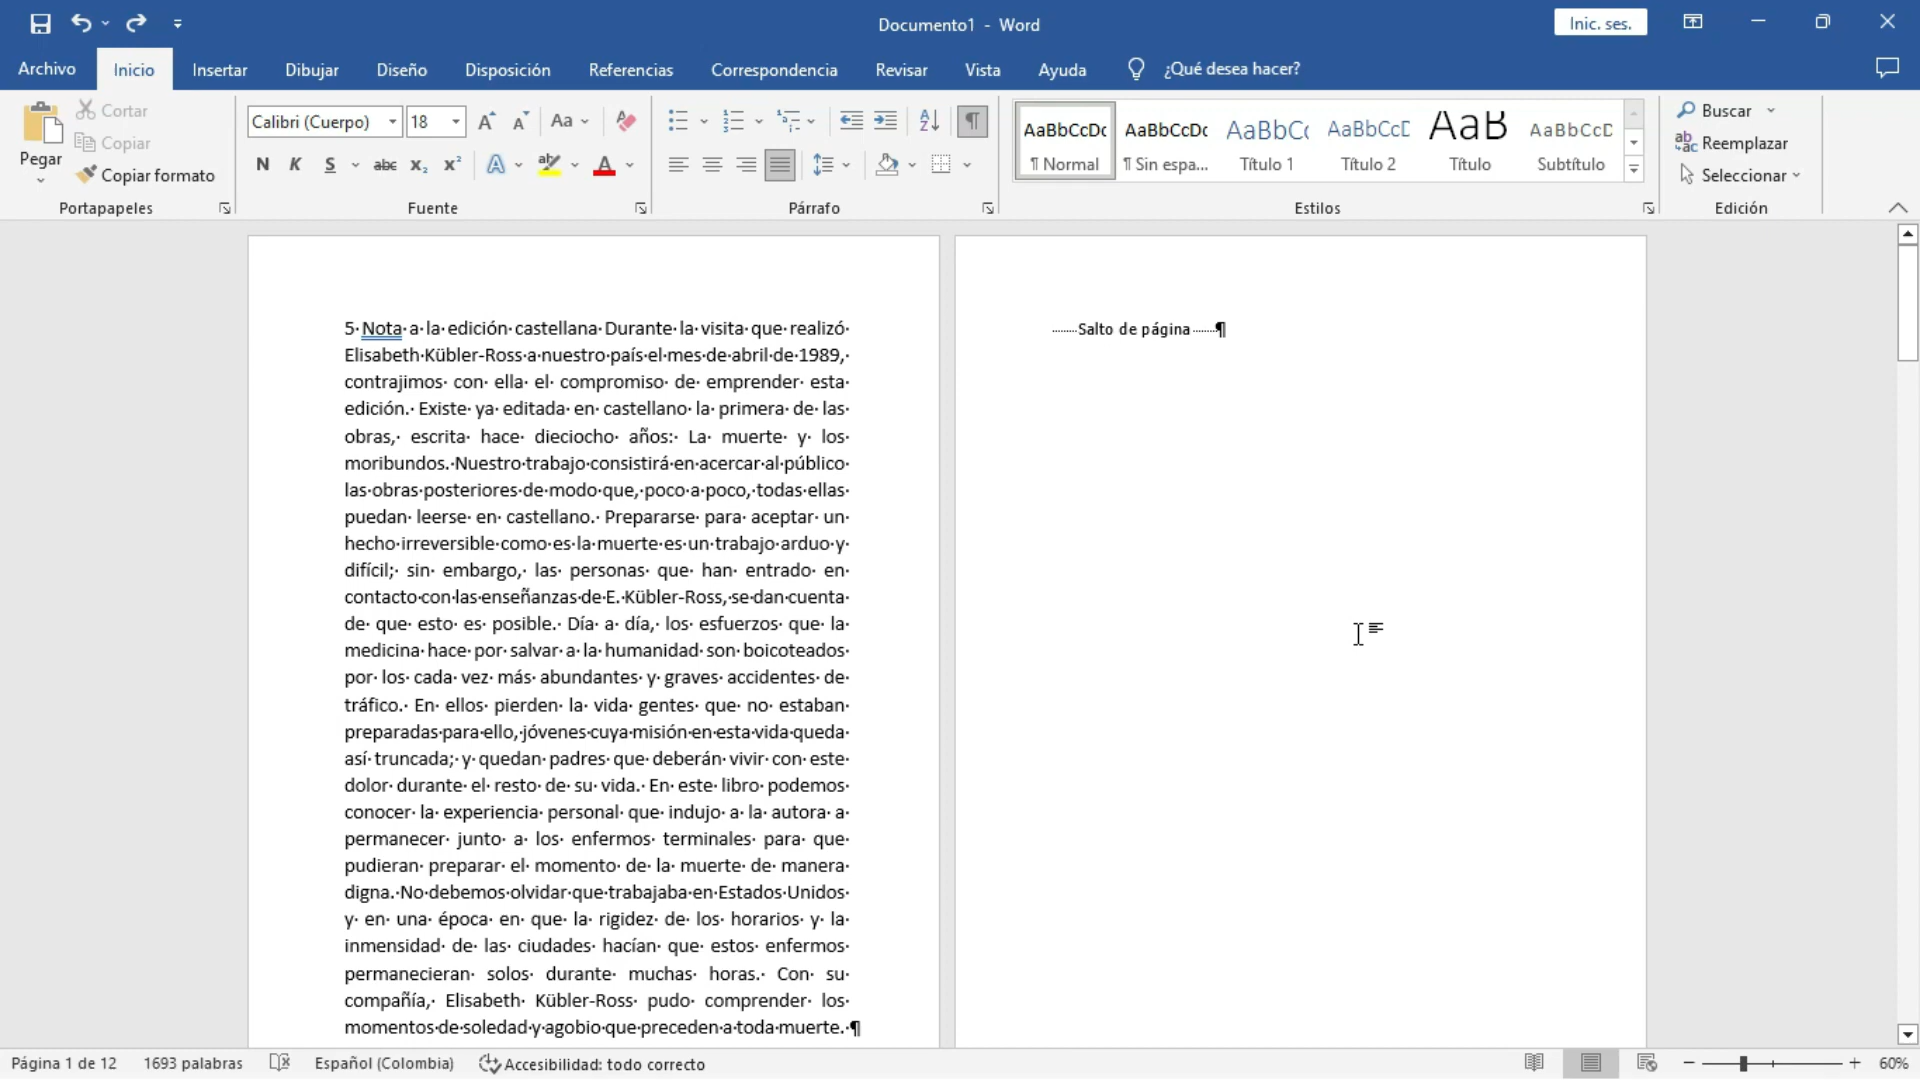 Documento1 - Word
Inic. ses.
Archivo Inicio Insertar Dibujar Diseño Disposición Referencias Correspondencia Revisar Vista Ayuda ¿Qué desea hacer?
Pegar
Cortar
Copiar
Copiar formato
Portapapeles
Calibri (Cuerpo) 18
Aa
N K S abc x₂ x² A ab A
Fuente
Párrafo
AaBbCcDc AaBbCcDc AaBbCc AaBbCcD AaB AaBbCcD
¶ Normal ¶ Sin espa... Título 1 Título 2 Título Subtítulo
Estilos
Buscar
Reemplazar
Seleccionar
Edición
5 Nota a la edición castellana Durante la visita que realizó
Elisabeth Kübler-Ross a nuestro país el mes de abril de 1989,
contrajimos con ella el compromiso de emprender esta
edición. Existe ya editada en castellano la primera de las
obras, escrita hace dieciocho años: La muerte y los
moribundos. Nuestro trabajo consistirá en acercar al público
las obras posteriores de modo que, poco a poco, todas ellas
puedan leerse en castellano. Prepararse para aceptar un
hecho irreversible como es la muerte es un trabajo arduo y
difícil; sin embargo, las personas que han entrado en
contacto con las enseñanzas de E. Kübler-Ross, se dan cuenta
de que esto es posible. Día a día, los esfuerzos que la
medicina hace por salvar a la humanidad son boicoteados
por los cada vez más abundantes y graves accidentes de
tráfico. En ellos pierden la vida gentes que no estaban
preparadas para ello, jóvenes cuya misión en esta vida queda
así truncada; y quedan padres que deberán vivir con este
dolor durante el resto de su vida. En este libro podemos
conocer la experiencia personal que indujo a la autora a
permanecer junto a los enfermos terminales para que
pudieran preparar el momento de la muerte de manera
digna. No debemos olvidar que trabajaba en Estados Unidos
y en una época en que la rigidez de los horarios y la
inmensidad de las ciudades hacían que estos enfermos
permanecieran solos durante muchas horas. Con su
compañía, Elisabeth Kübler-Ross pudo comprender los
momentos de soledad y agobio que preceden a toda muerte. ¶
Salto de página ¶
Página 1 de 12 1693 palabras Español (Colombia) Accesibilidad: todo correcto 60%